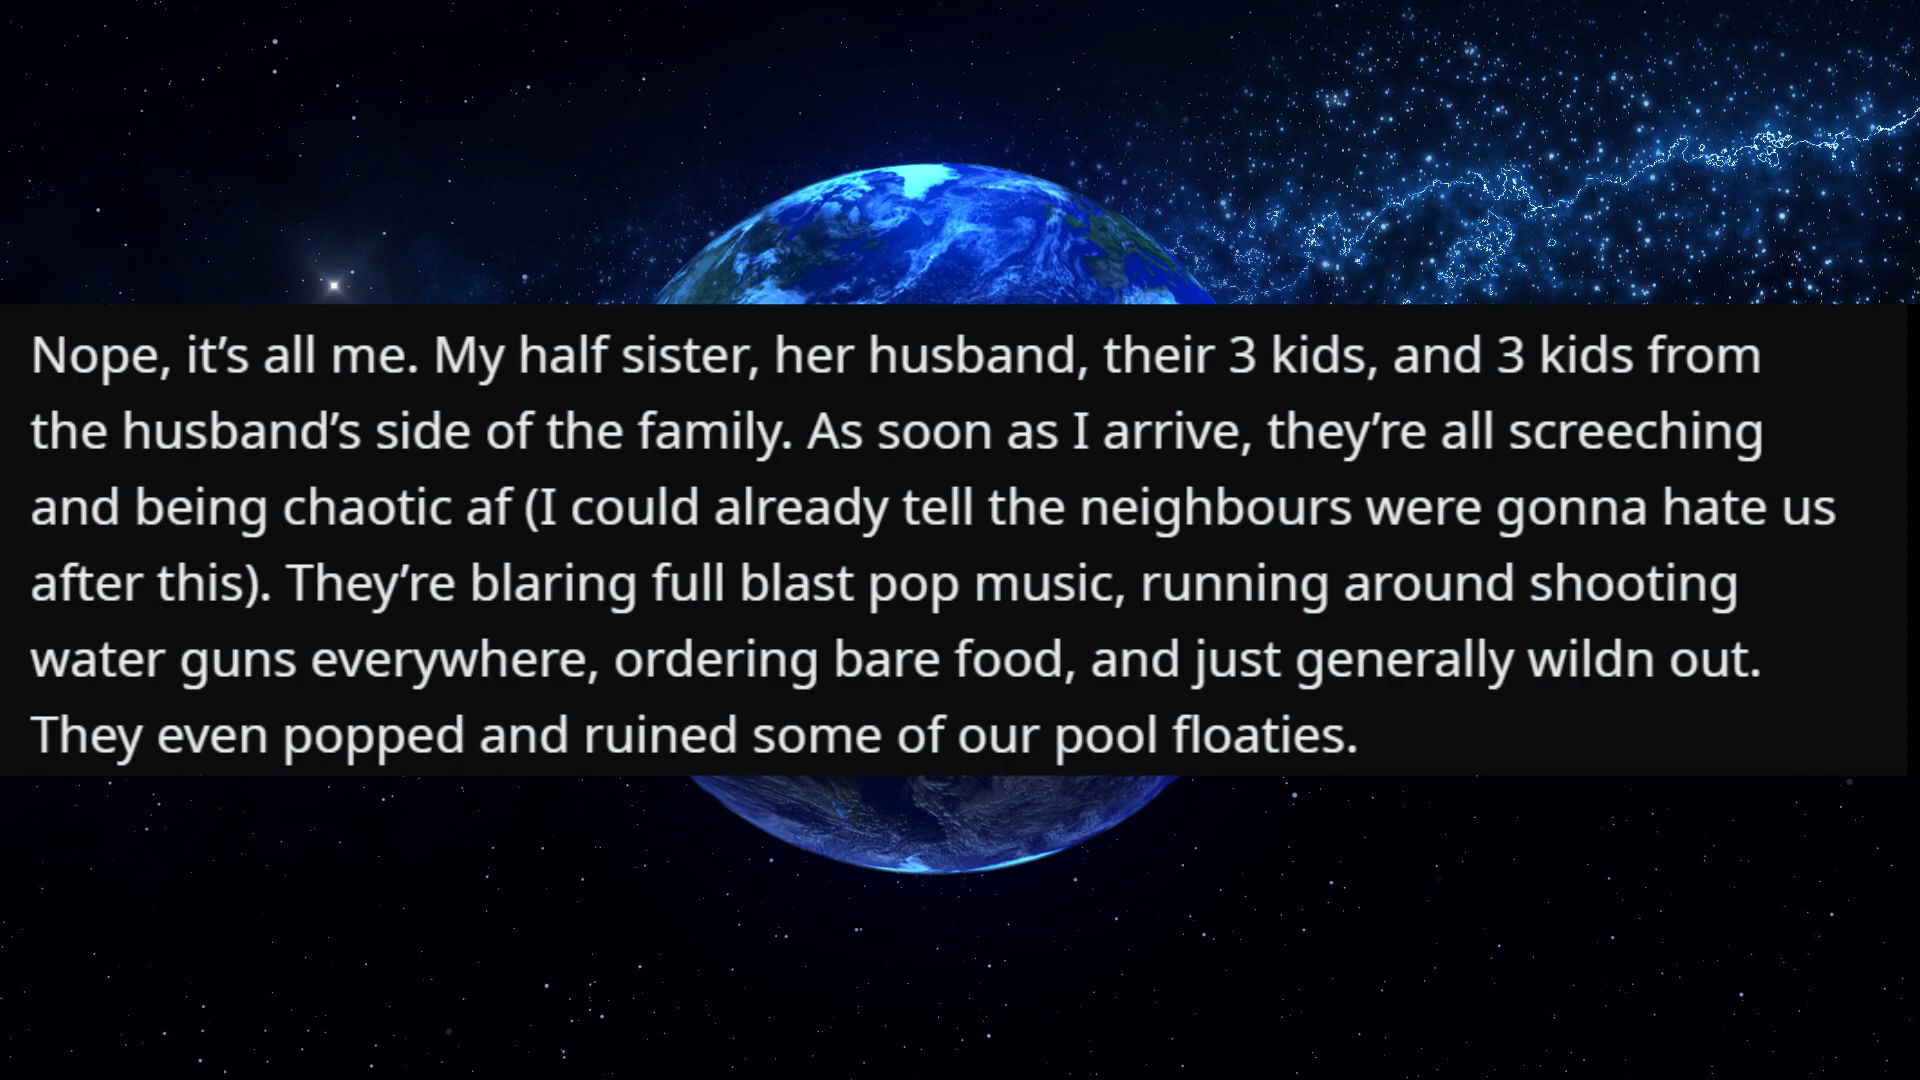 Nope, it’s all me. My half sister, her husband, their 3 kids, and 3 kids from
the husband’s side of the family. As soon as I arrive, they’re all screeching
and being chaotic af (I could already tell the neighbours were gonna hate us
after this). They’re blaring full blast pop music, running around shooting
water guns everywhere, ordering bare food, and just generally wildn out.
They even popped and ruined some of our pool floaties.